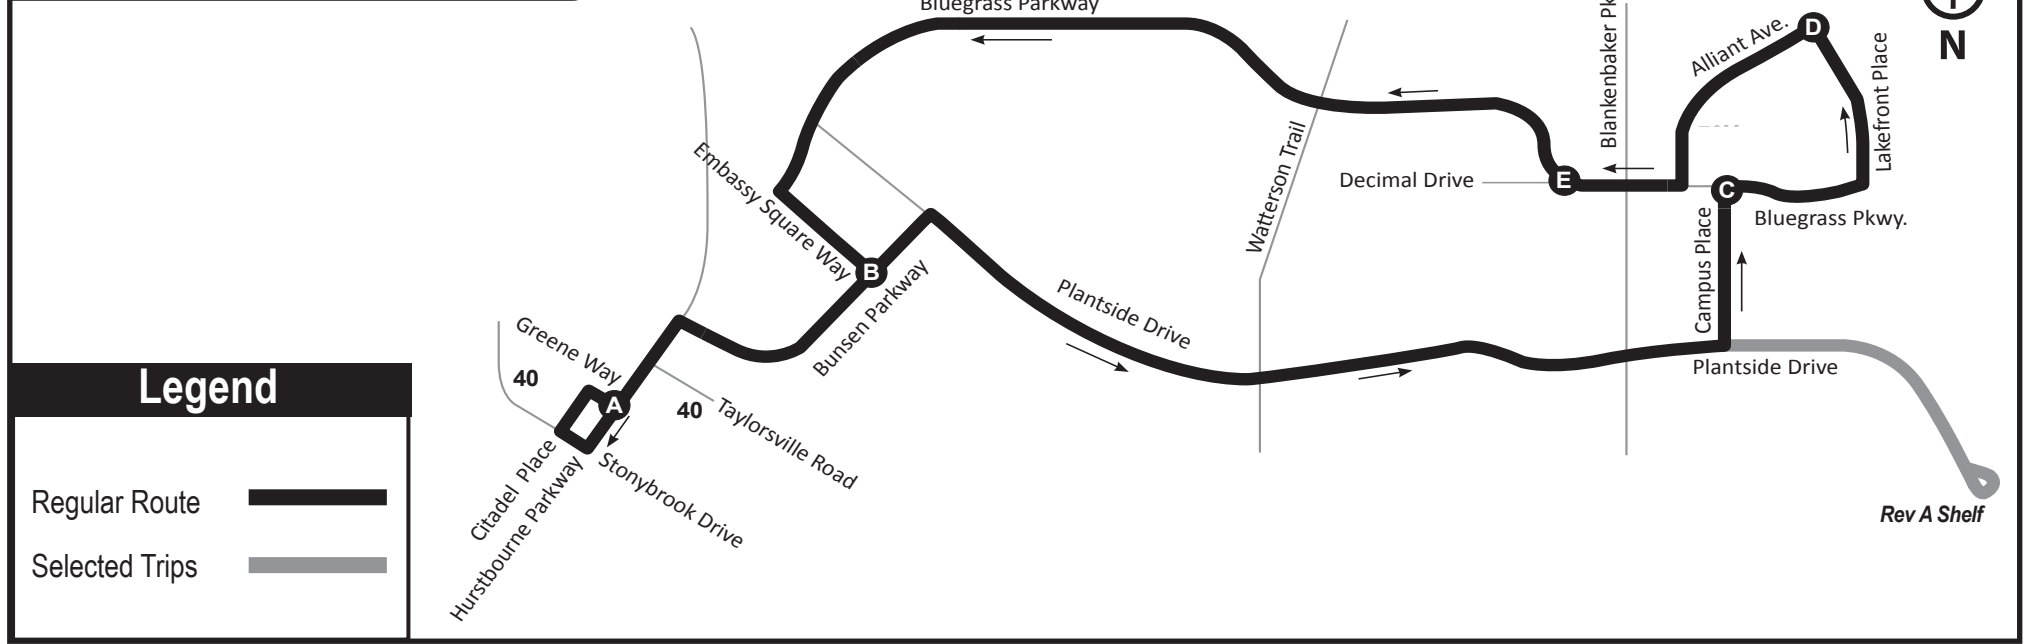 Bluegrass Parkway
Blankenbaker Pk
Alliant Ave.
D
Lakefront Place
N
Embassy Square Way
Watterson Trail
Decimal Drive
E
C
Bluegrass Pkwy.
B
Bunsen Parkway
Plantside Drive
Campus Place
Plantside Drive
Greene Way
40
A
40
Taylorsville Road
Citadel Place
Hurstbourne Parkway
Stonybrook Drive
Rev A Shelf
Legend
Regular Route
Selected Trips